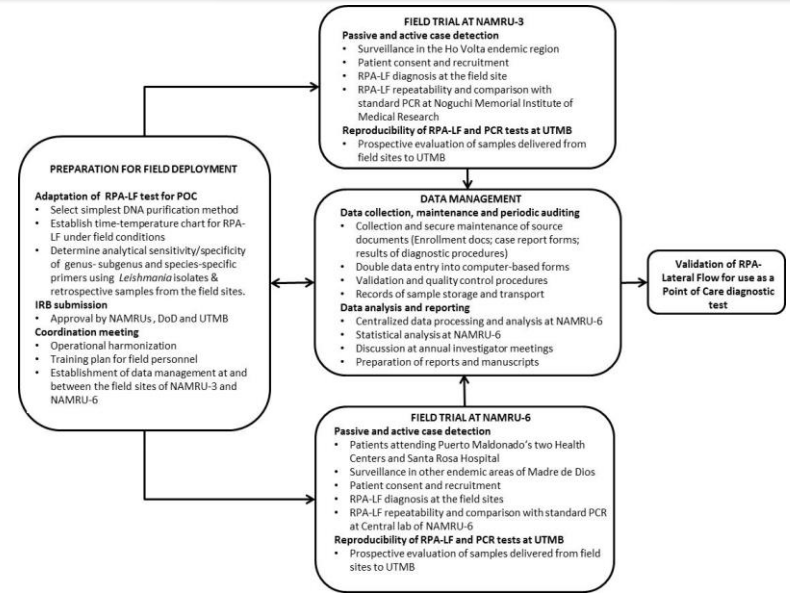 PREPARATION FOR FIELD DEPLOYMENT
Adaptation of RPA-LF test for POC
• Select simplest DNA purification method
• Establish time-temperature chart for RPA-
LF under field conditions
• Determine analytical sensitivity/specificity
of genus- subgenus and species-specific
primers using Leishmania isolates &
retrospective samples from the field sites.
IRB submission
• Approval by NAMRUs, DoD and UTMB
Coordination meeting
• Operational harmonization
• Training plan for field personnel
• Establishment of data management at and
between the field sites of NAMRU-3 and
NAMRU-6
FIELD TRIAL AT NAMRU-3
Passive and active case detection
• Surveillance in the Ho Volta endemic region
• Patient consent and recruitment
• RPA-LF diagnosis at the field site
• RPA-LF repeatability and comparison with
standard PCR at Noguchi Memorial Institute of
Medical Research
Reproducibility of RPA-LF and PCR tests at UTMB
• Prospective evaluation of samples delivered from
field sites to UTMB
DATA MANAGEMENT
Data collection, maintenance and periodic auditing
• Collection and secure maintenance of source
documents (Enrollment docs; case report forms;
results of diagnostic procedures)
• Double data entry into computer-based forms
• Validation and quality control procedures
• Records of sample storage and transport
Data analysis and reporting
• Centralized data processing and analysis at NAMRU-6
• Statistical analysis at NAMRU-6
• Discussion at annual investigator meetings
• Preparation of reports and manuscripts
FIELD TRIAL AT NAMRU-6
Passive and active case detection
• Patients attending Puerto Maldonado's two Health
Centers and Santa Rosa Hospital
• Surveillance in other endemic areas of Madre de Dios
• Patient consent and recruitment
• RPA-LF diagnosis at the field sites
• RPA-LF repeatability and comparison with standard PCR
at Central lab of NAMRU-6
Reproducibility of RPA-LF and PCR tests at UTMB
• Prospective evaluation of samples delivered from field
sites to UTMB
Validation of RPA-
Lateral Flow for use as a
Point of Care diagnostic
test